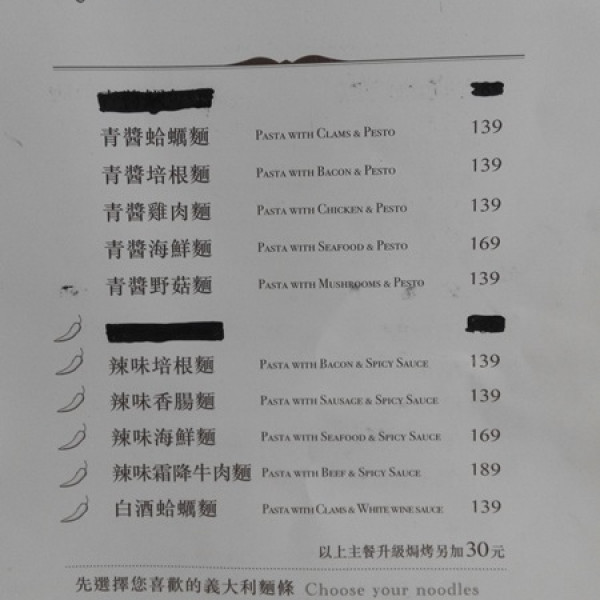 青醬蛤蠣麵 PASTA WITH CLAMS & PESTO 139
青醬培根麵 PASTA WITH BACON & PESTO 139
青醬雞肉麵 PASTA WITH CHICKEN & PESTO 139
青醬海鮮麵 PASTA WITH SEAFOOD & PESTO 169
青醬野菇麵 PASTA WITH MUSHROOMS & PESTO 139
辣味培根麵 PASTA WITH BACON & SPICY SAUCE 139
辣味香腸麵 PASTA WITH SAUSAGE & SPICY SAUCE 139
辣味海鮮麵 PASTA WITH SEAFOOD & SPICY SAUCE 169
辣味霜降牛肉麵 PASTA WITH BEEF & SPICY SAUCE 189
白酒蛤蠣麵 PASTA WITH CLAMS & WHITE WINE SAUCE 139
以上主餐升級焗烤另加30元
先選擇您喜歡的義大利麵條 Choose your noodles